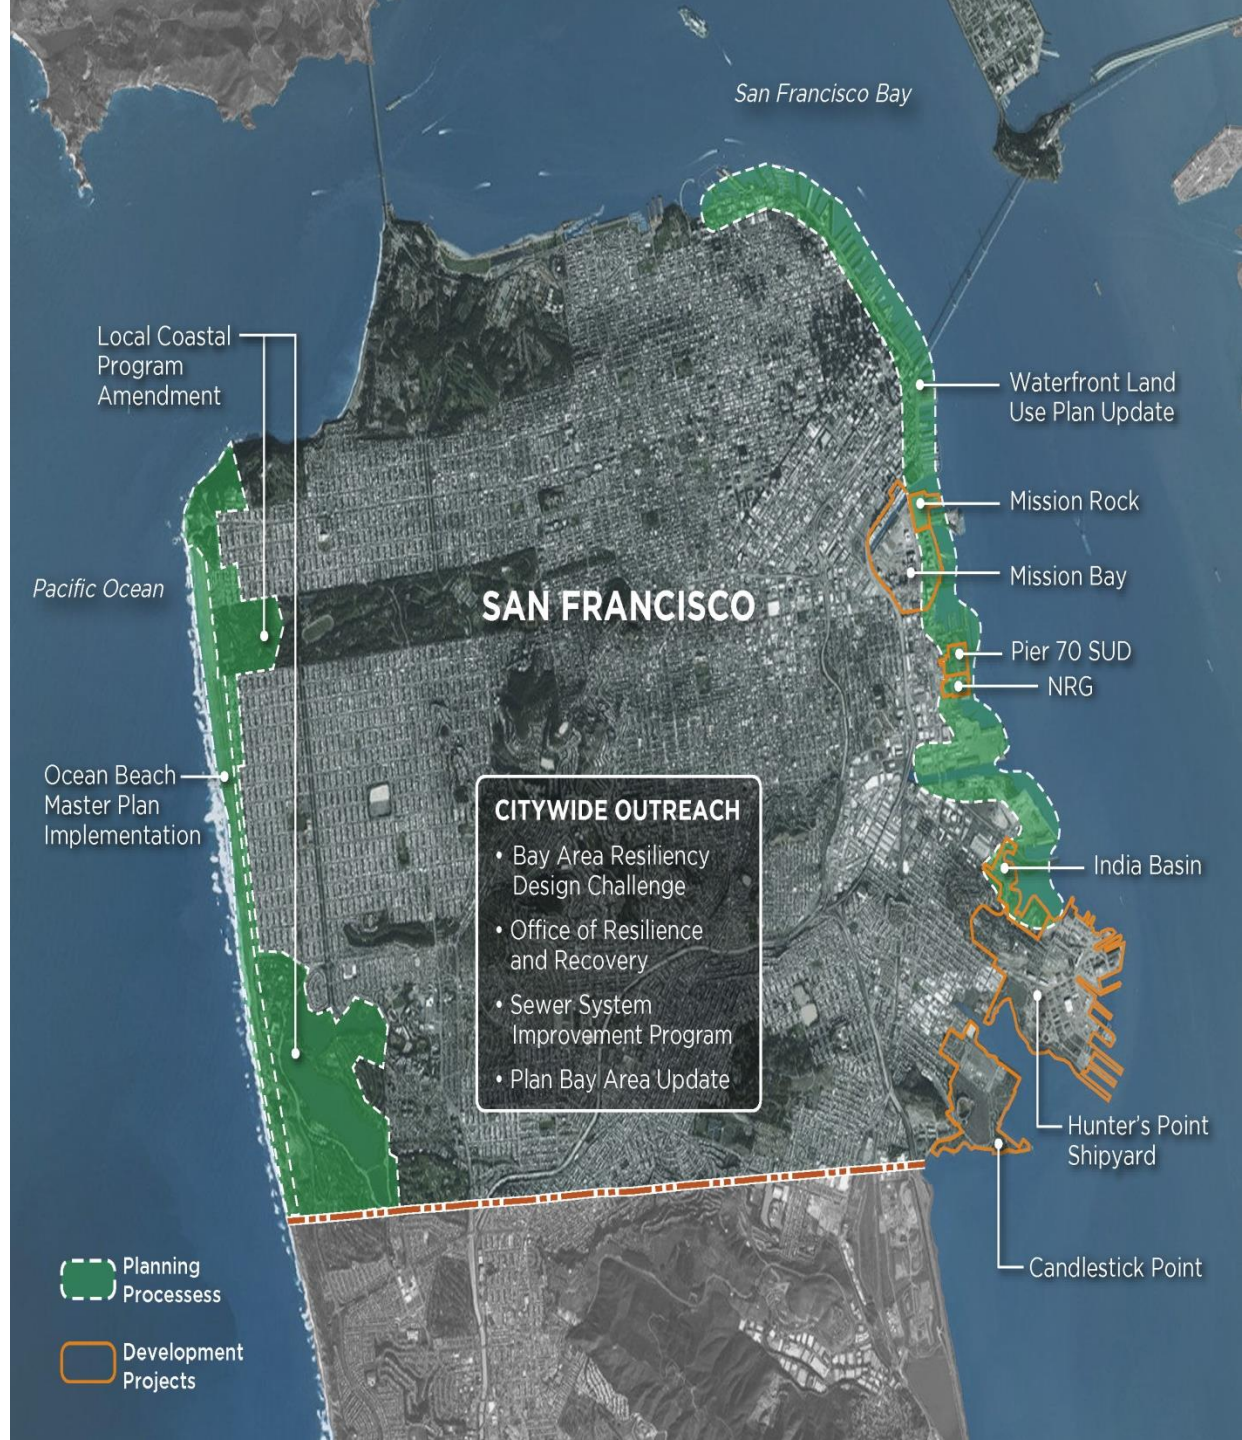 San Francisco Bay
Local Coastal
Program
Amendment
Waterfront Land
Use Plan Update
Mission Rock
Mission Bay
Pacific Ocean
SAN FRANCISCO
Pier 70 SUD
NRG
Ocean Beach
Master Plan
Implementation
CITYWIDE OUTREACH
• Bay Area Resiliency
Design Challenge
• Office of Resilience
and Recovery
• Sewer System
Improvement Program
• Plan Bay Area Update
India Basin
Hunter's Point
Shipyard
Candlestick Point
Planning
Processess
Development
Projects